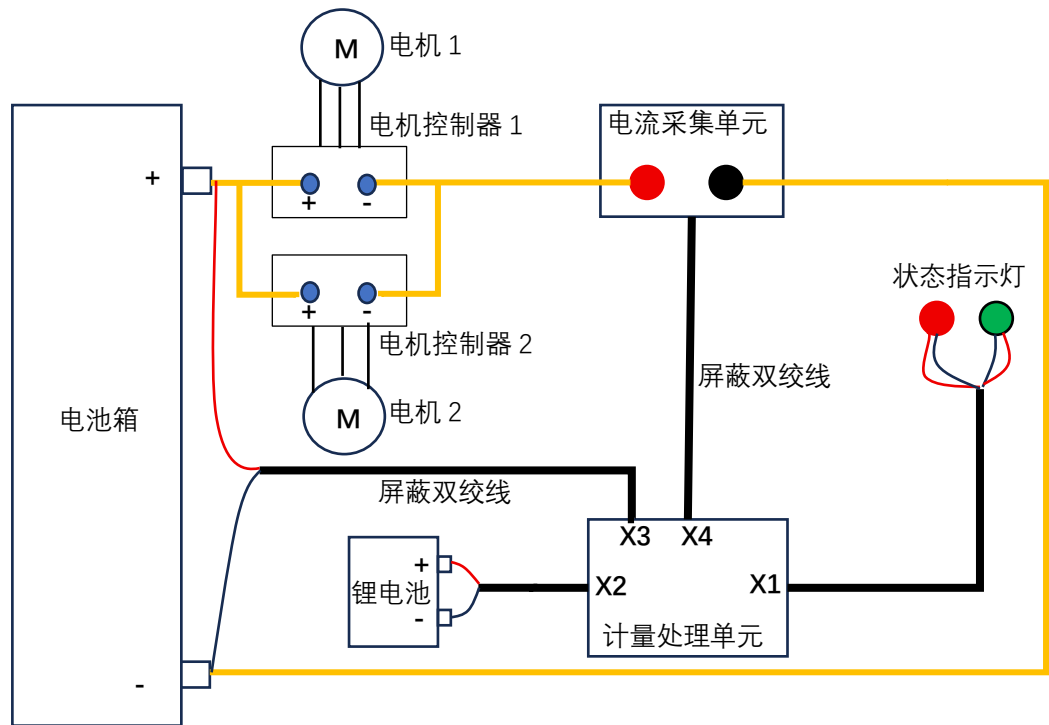 M
电机 1
电机控制器 1
+
-
电流采集单元
+
+
-
电机控制器 2
M
电机 2
状态指示灯
屏蔽双绞线
电池箱
屏蔽双绞线
X3
X4
+
锂电池
-
X2
X1
计量处理单元
-